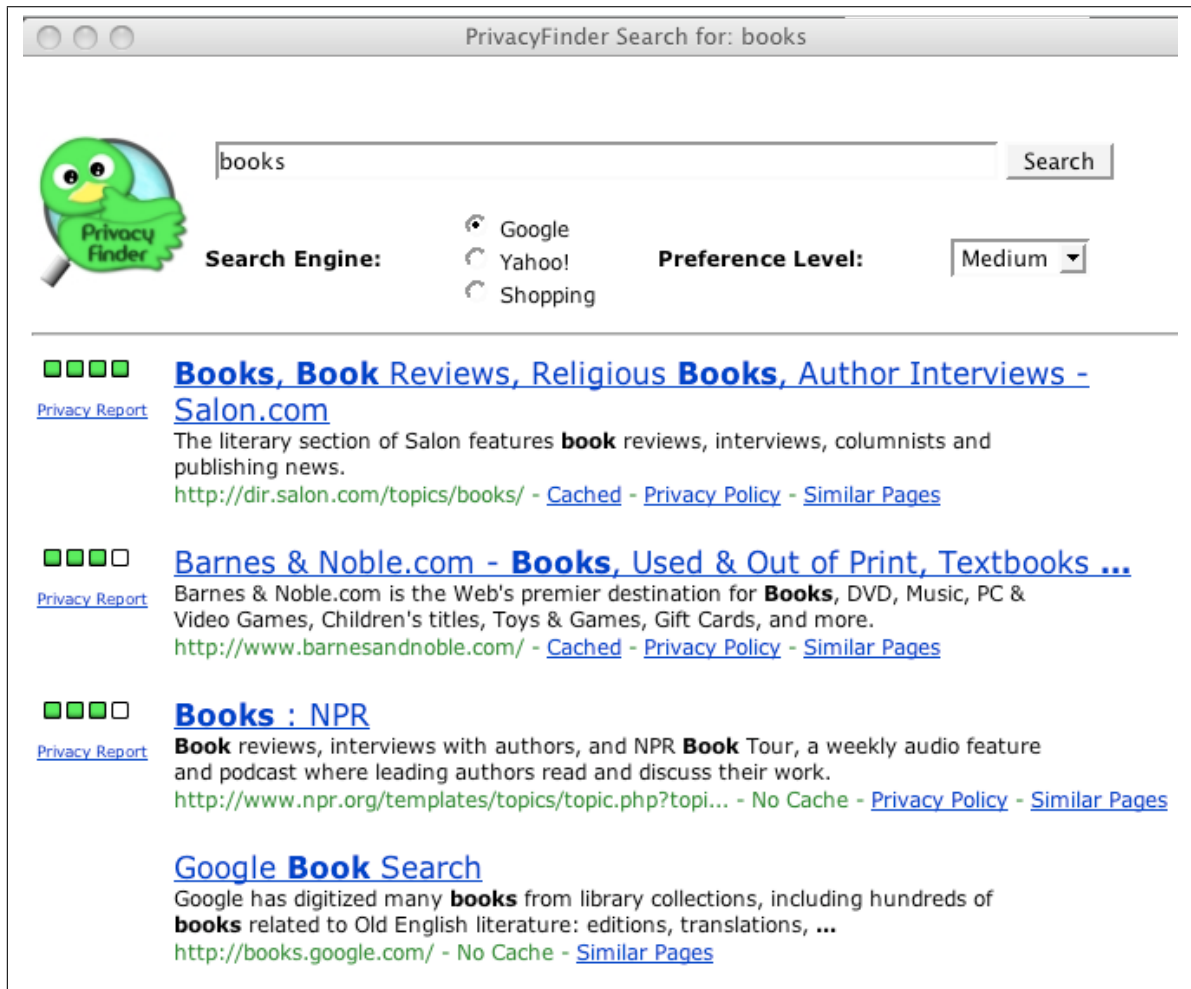 PrivacyFinder Search for: books
books
Search
Privacy
Finder
Search Engine:
Google
Yahoo!
Shopping
Preference Level:
Medium
Books, Book Reviews, Religious Books, Author Interviews -
Salon.com
Privacy Report
The literary section of Salon features book reviews, interviews, columnists and
publishing news.
http://dir.salon.com/topics/books/ - Cached - Privacy Policy - Similar Pages
Barnes & Noble.com - Books, Used & Out of Print, Textbooks ...
Privacy Report
Barnes & Noble.com is the Web's premier destination for Books, DVD, Music, PC &
Video Games, Children's titles, Toys & Games, Gift Cards, and more.
http://www.barnesandnoble.com/ - Cached - Privacy Policy - Similar Pages
Books : NPR
Privacy Report
Book reviews, interviews with authors, and NPR Book Tour, a weekly audio feature
and podcast where leading authors read and discuss their work.
http://www.npr.org/templates/topics/topic.php?topi... - No Cache - Privacy Policy - Similar Pages
Google Book Search
Google has digitized many books from library collections, including hundreds of
books related to Old English literature: editions, translations, ...
http://books.google.com/ - No Cache - Similar Pages